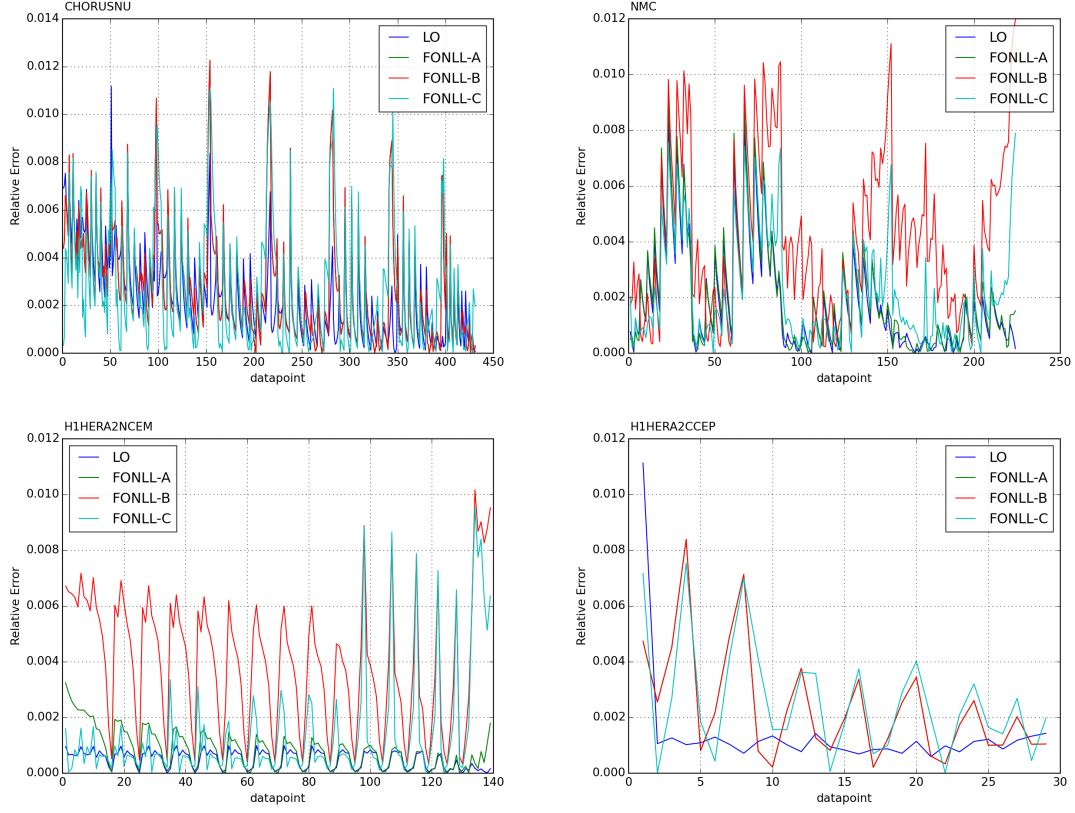 CHORUSNU
0.014
0.012
0.010
0.008
0.006
0.004
0.002
0.000
Relative Error
0 50 100 150 200 250 300 350 400 450
datapoint
LO
FONLL-A
FONLL-B
FONLL-C
NMC
0.012
0.010
0.008
0.006
0.004
0.002
0.000
Relative Error
0 50 100 150 200 250
datapoint
LO
FONLL-A
FONLL-B
FONLL-C
H1HERA2NCEM
0.012
0.010
0.008
0.006
0.004
0.002
0.000
Relative Error
0 20 40 60 80 100 120 140
datapoint
LO
FONLL-A
FONLL-B
FONLL-C
H1HERA2CCEP
0.012
0.010
0.008
0.006
0.004
0.002
0.000
Relative Error
0 5 10 15 20 25 30
datapoint
LO
FONLL-A
FONLL-B
FONLL-C